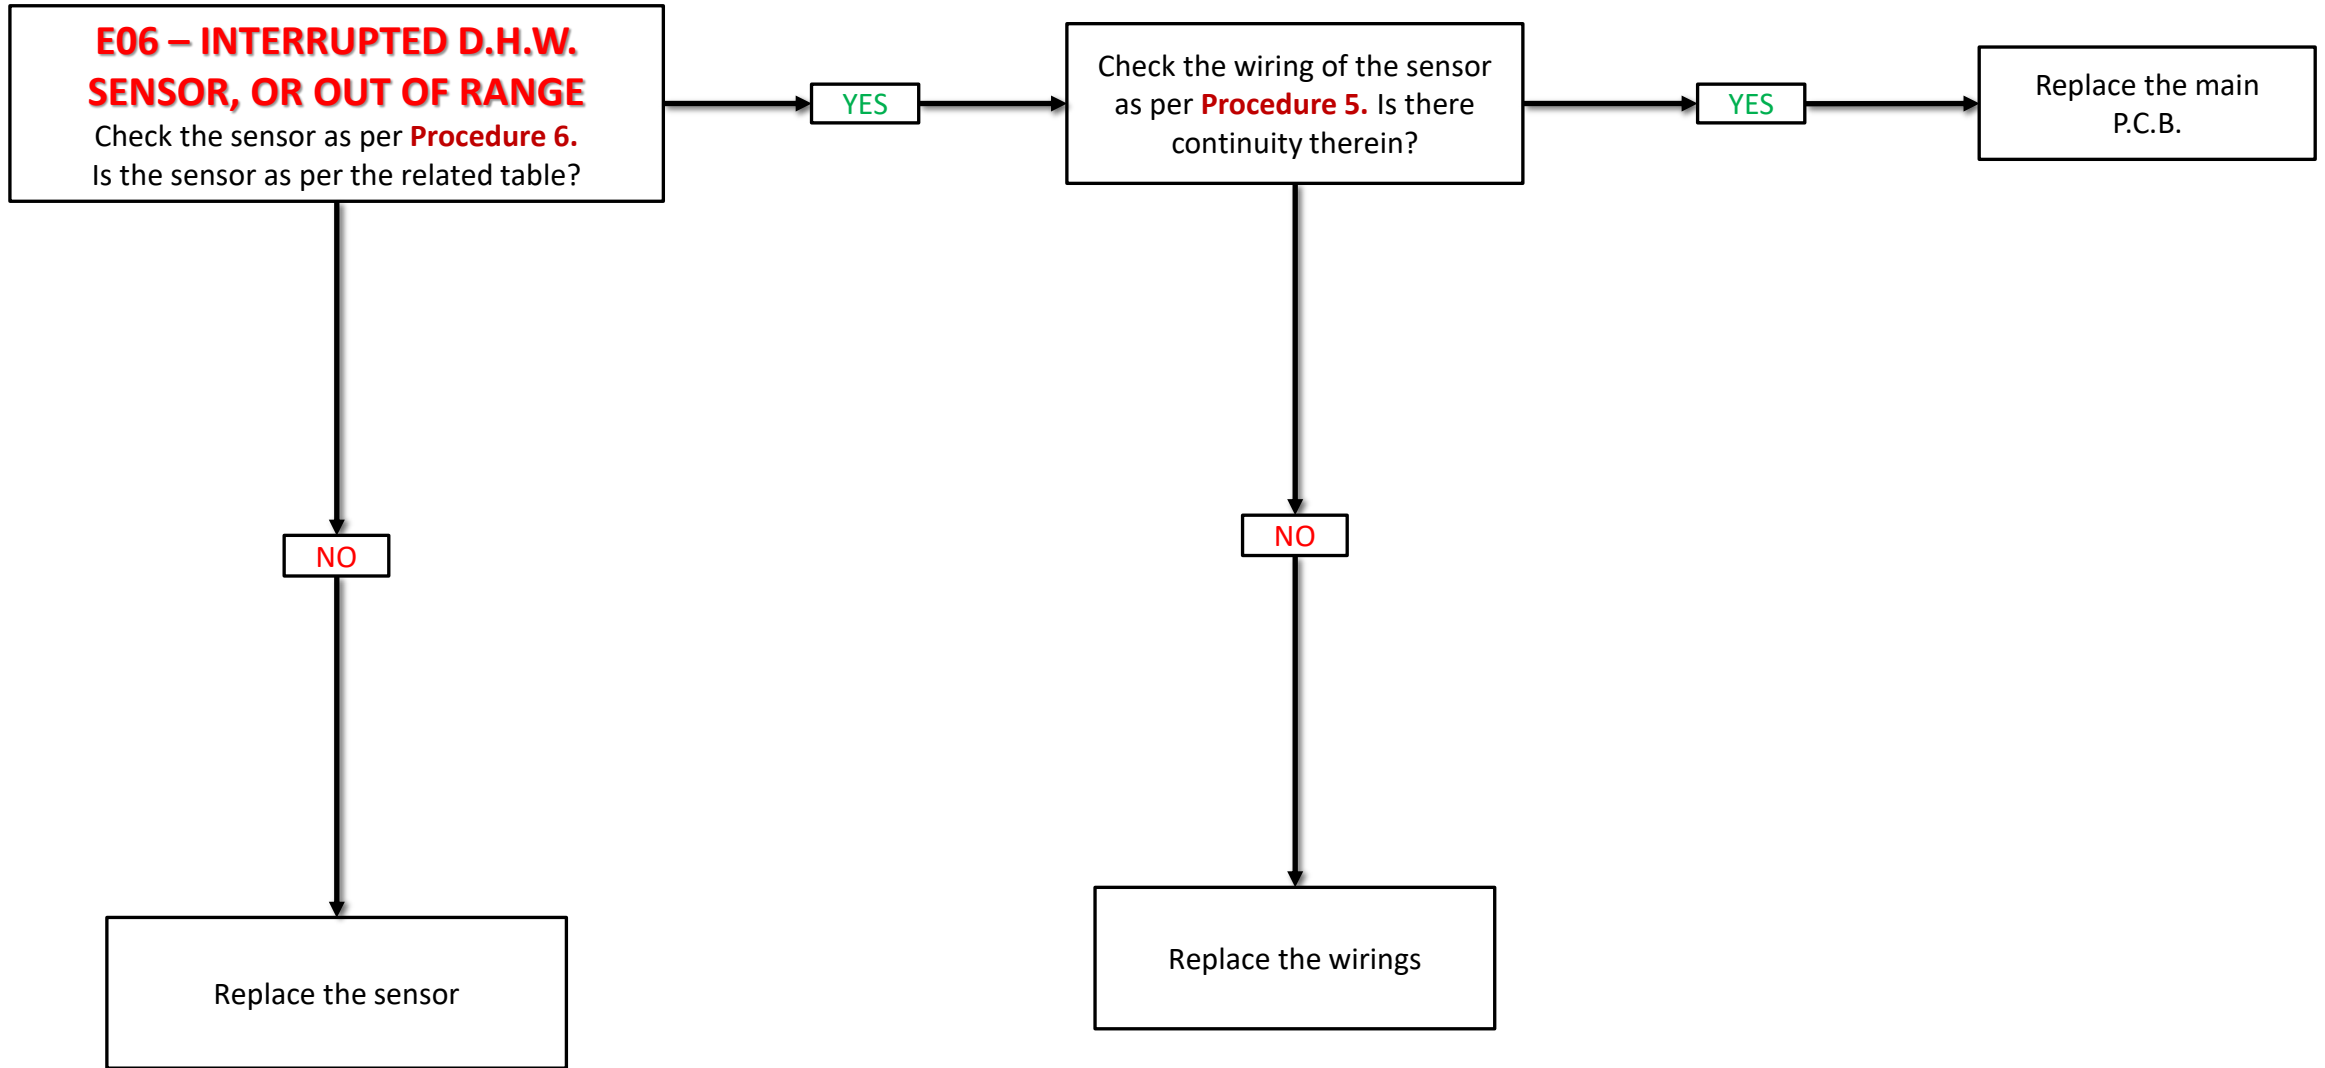 E06 – INTERRUPTED D.H.W.
SENSOR, OR OUT OF RANGE
Check the sensor as per Procedure 6.
Is the sensor as per the related table?
YES
Check the wiring of the sensor
as per Procedure 5. Is there
continuity therein?
YES
Replace the main
P.C.B.
NO
NO
Replace the sensor
Replace the wirings